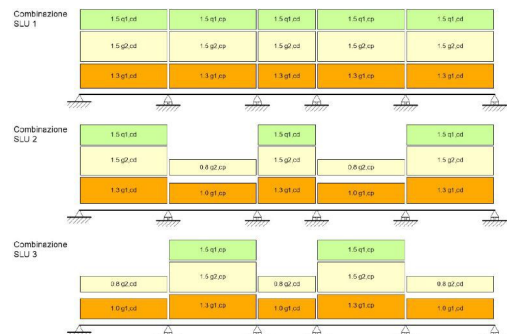 Combinazione
SLU 1
1.5 q1,cd 1.5 q1,cp 1.5 q1,cd 1.5 q1,cp 1.5 q1,cd
1.5 g2,cd 1.5 g2,cp 1.5 g2,cd 1.5 g2,cp 1.5 g2,cd
1.3 g1,cd 1.3 g1,cp 1.3 g1,cd 1.3 g1,cp 1.3 g1,cd
Combinazione
SLU 2
1.5 q1,cd 1.5 q1,cd 1.5 q1,cd
1.5 g2,cd 0.8 g2,cp 1.5 g2,cd 0.8 g2,cp 1.5 g2,cd
1.3 g1,cd 1.0 g1,cp 1.3 g1,cd 1.0 g1,cp 1.3 g1,cd
Combinazione
SLU 3
1.5 q1,cp 1.5 q1,cp
0.8 g2,cd 1.5 g2,cp 0.8 g2,cd 1.5 g2,cp 0.8 g2,cd
1.0 g1,cd 1.3 g1,cp 1.0 g1,cd 1.3 g1,cp 1.0 g1,cd